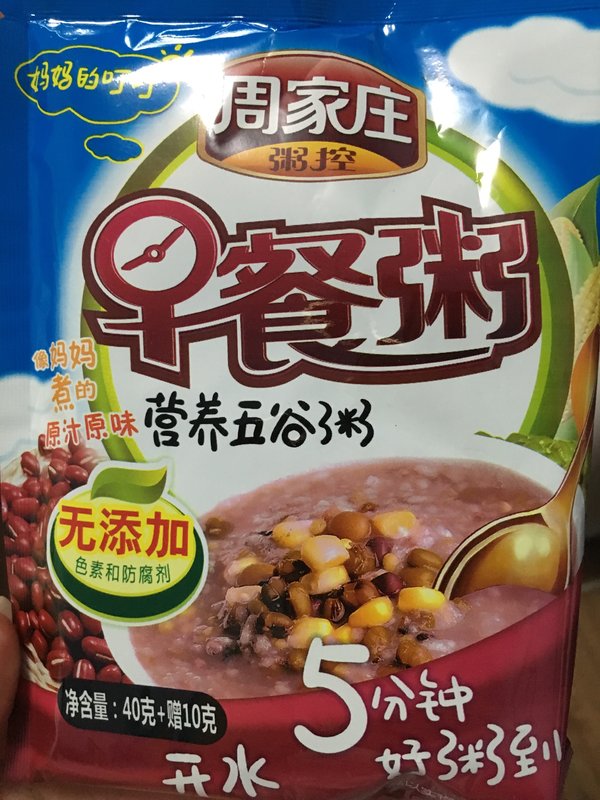 妈妈的叮咛
周家庄
粥控
早餐粥
像妈妈
煮的
原汁原味
营养五谷粥
无添加
色素和防腐剂
净含量：40克+赠10克
开水
5分钟
好粥到